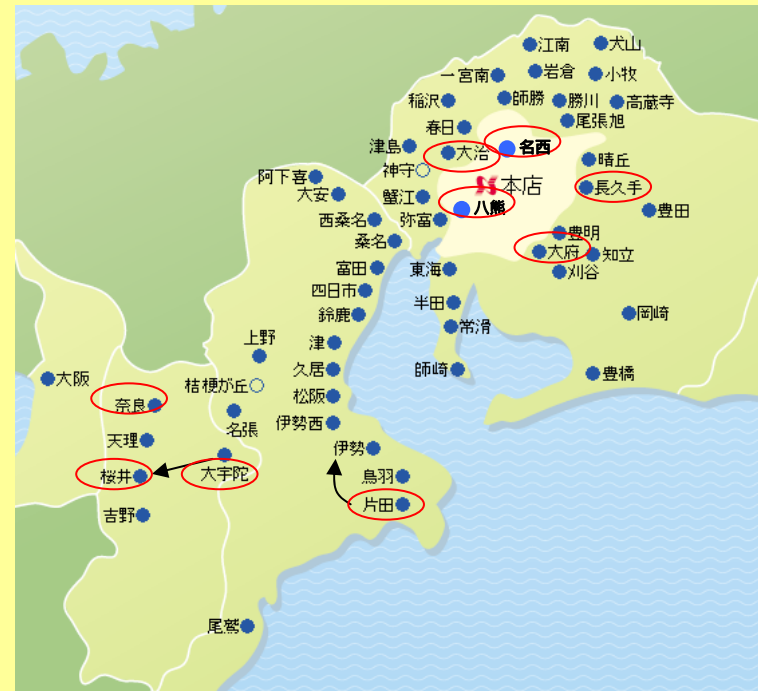 江南
犬山
一宮南
岩倉
小牧
稲沢
師勝
勝川
高蔵寺
春日
尾張旭
津島
大治
名西
晴丘
神守
本店
長久手
阿下喜
大安
蟹江
八熊
豊田
西桑名
弥富
桑名
豊明
大府
知立
富田
東海
刈谷
四日市
半田
鈴鹿
常滑
岡崎
上野
津
大阪
桔梗が丘
久居
師崎
豊橋
奈良
松阪
名張
伊勢西
天理
伊勢
桜井
大宇陀
鳥羽
吉野
片田
尾鷲